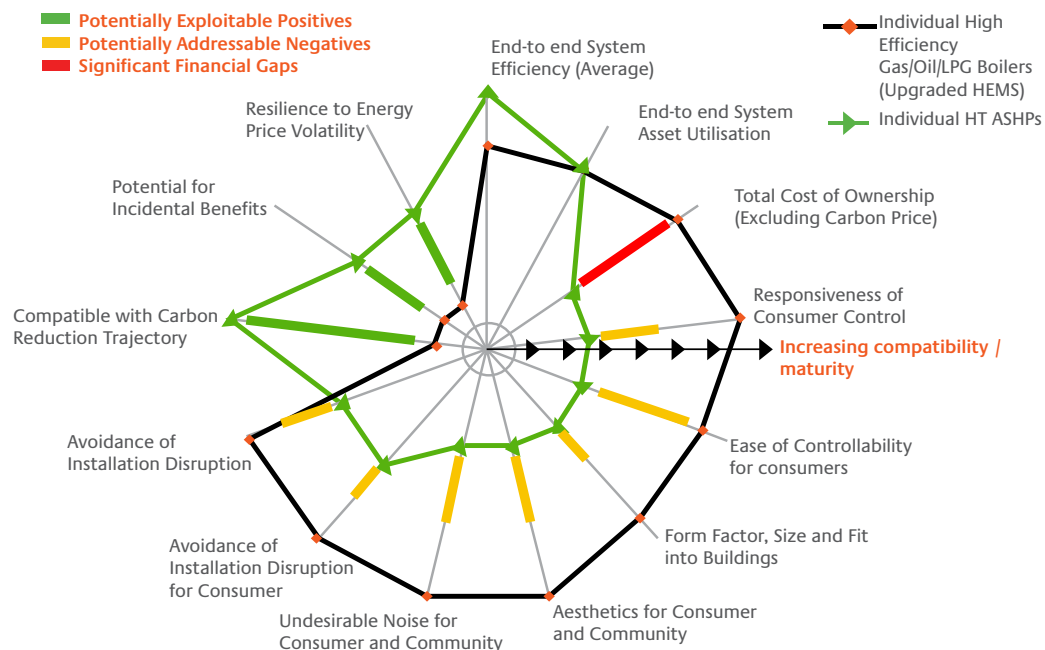 Potentially Exploitable Positives
Potentially Addressable Negatives
Significant Financial Gaps
Individual High
Efficiency
Gas/Oil/LPG Boilers
(Upgraded HEMS)
Individual HT ASHPs
End-to end System
Efficiency (Average)
End-to end System
Asset Utilisation
Total Cost of Ownership
(Excluding Carbon Price)
Responsiveness of
Consumer Control
Increasing compatibility /
maturity
Ease of Controllability
for consumers
Form Factor, Size and Fit
into Buildings
Aesthetics for Consumer
and Community
Undesirable Noise for
Consumer and Community
Avoidance of
Installation Disruption
for Consumer
Avoidance of
Installation Disruption
Compatible with Carbon
Reduction Trajectory
Potential for
Incidental Benefits
Resilience to Energy
Price Volatility